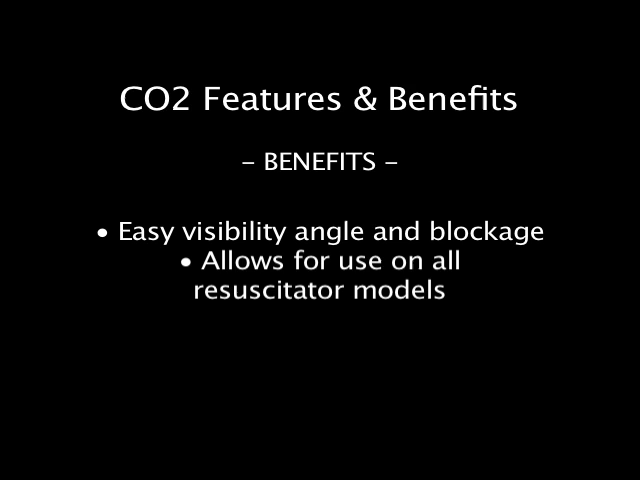 CO2 Features & Benefits
- BENEFITS -
• Easy visibility angle and blockage
• Allows for use on all
resuscitator models